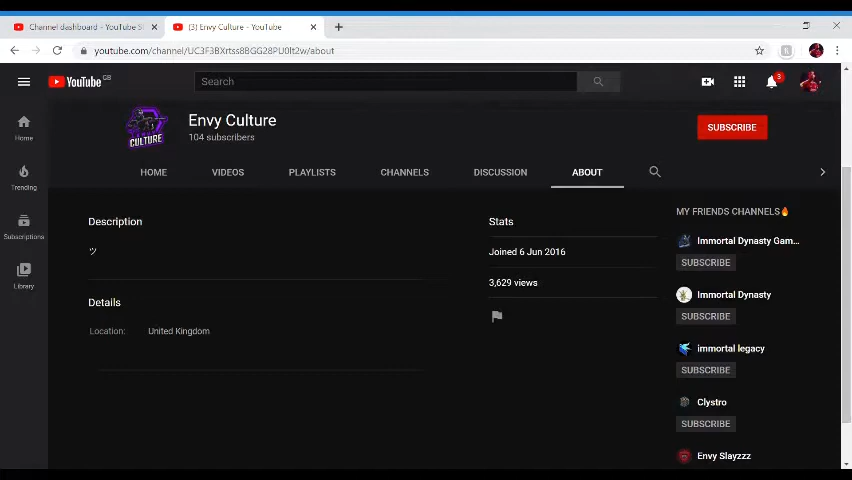 Channel dashboard - YouTube S
(3) Envy Culture - YouTube
youtube.com/channel/UC3F3BXrtss8BGG28PU0lt2w/about
YouTube GB
Search
3
CULTURE
Envy Culture
104 subscribers
SUBSCRIBE
Home
Trending
Subscriptions
Library
HOME
VIDEOS
PLAYLISTS
CHANNELS
DISCUSSION
ABOUT
Description
ツ
Details
Location: United Kingdom
Stats
Joined 6 Jun 2016
3,629 views
MY FRIENDS CHANNELS🔥
Immortal Dynasty Gam...
SUBSCRIBE
Immortal Dynasty
SUBSCRIBE
immortal legacy
SUBSCRIBE
Clystro
SUBSCRIBE
Envy Slayzzz